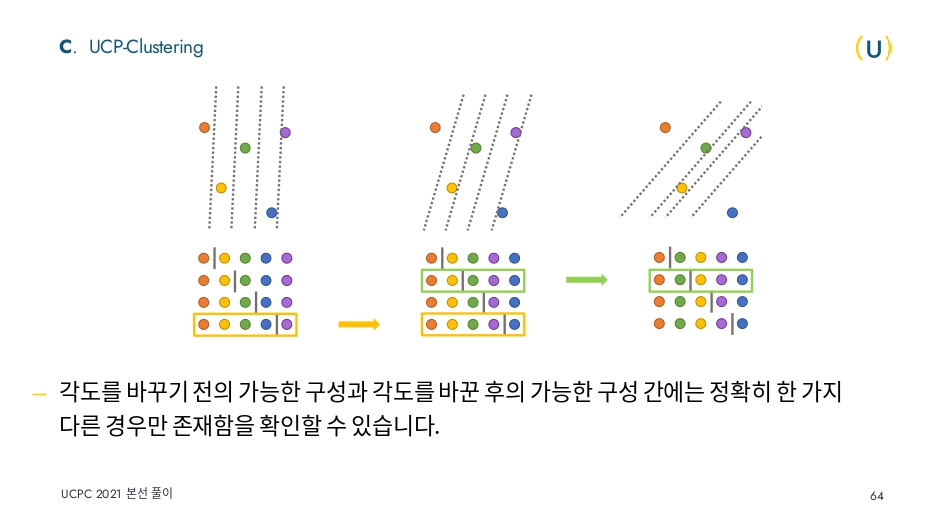 C. UCP-Clustering
(U)
각도를 바꾸기 전의 가능한 구성과 각도를 바꾼 후의 가능한 구성 간에는 정확히 한 가지
다른 경우만 존재함을 확인할 수 있습니다.
UCPC 2021 본선 풀이
64